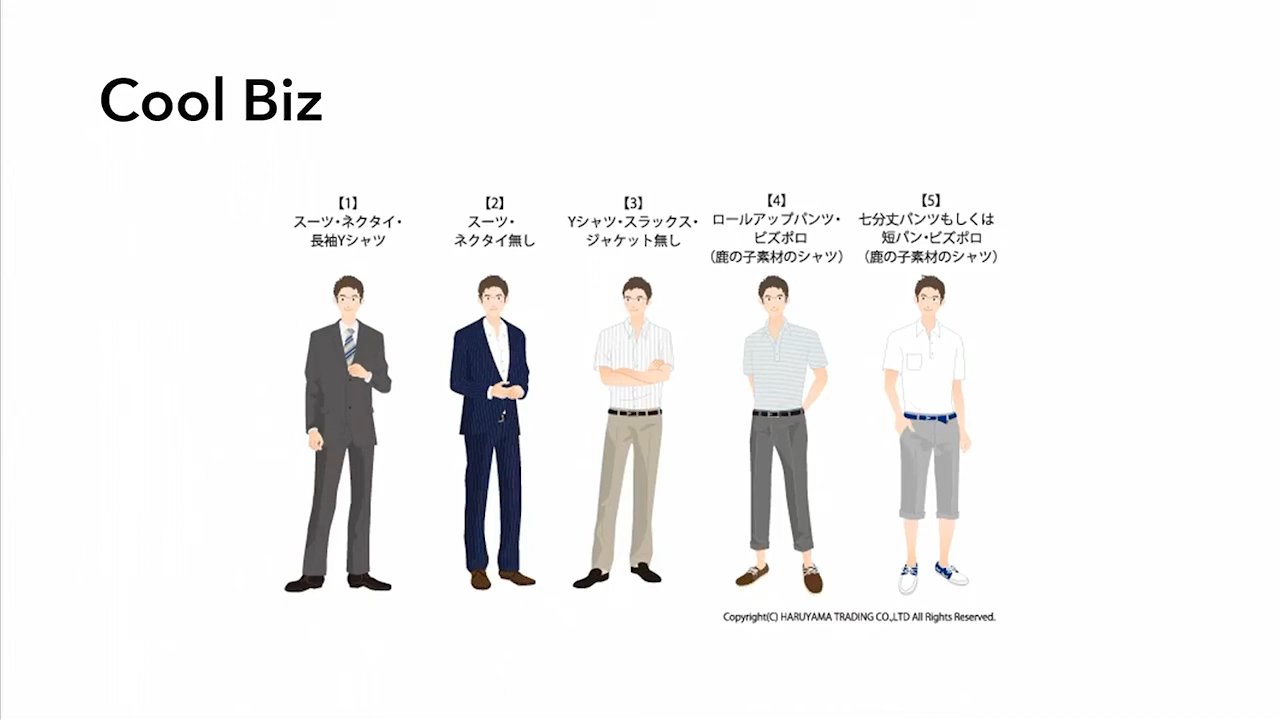 Cool Biz
【1】
スーツ・ネクタイ・
長袖Yシャツ
【2】
スーツ・
ネクタイ無し
【3】
Yシャツ・スラックス・
ジャケット無し
【4】
ロールアップパンツ・
ビズポロ
（鹿の子素材のシャツ）
【5】
七分丈パンツもしくは
短パン・ビズポロ
（鹿の子素材のシャツ）
Copyright(C) HARUYAMA TRADING CO.,LTD All Rights Reserved.